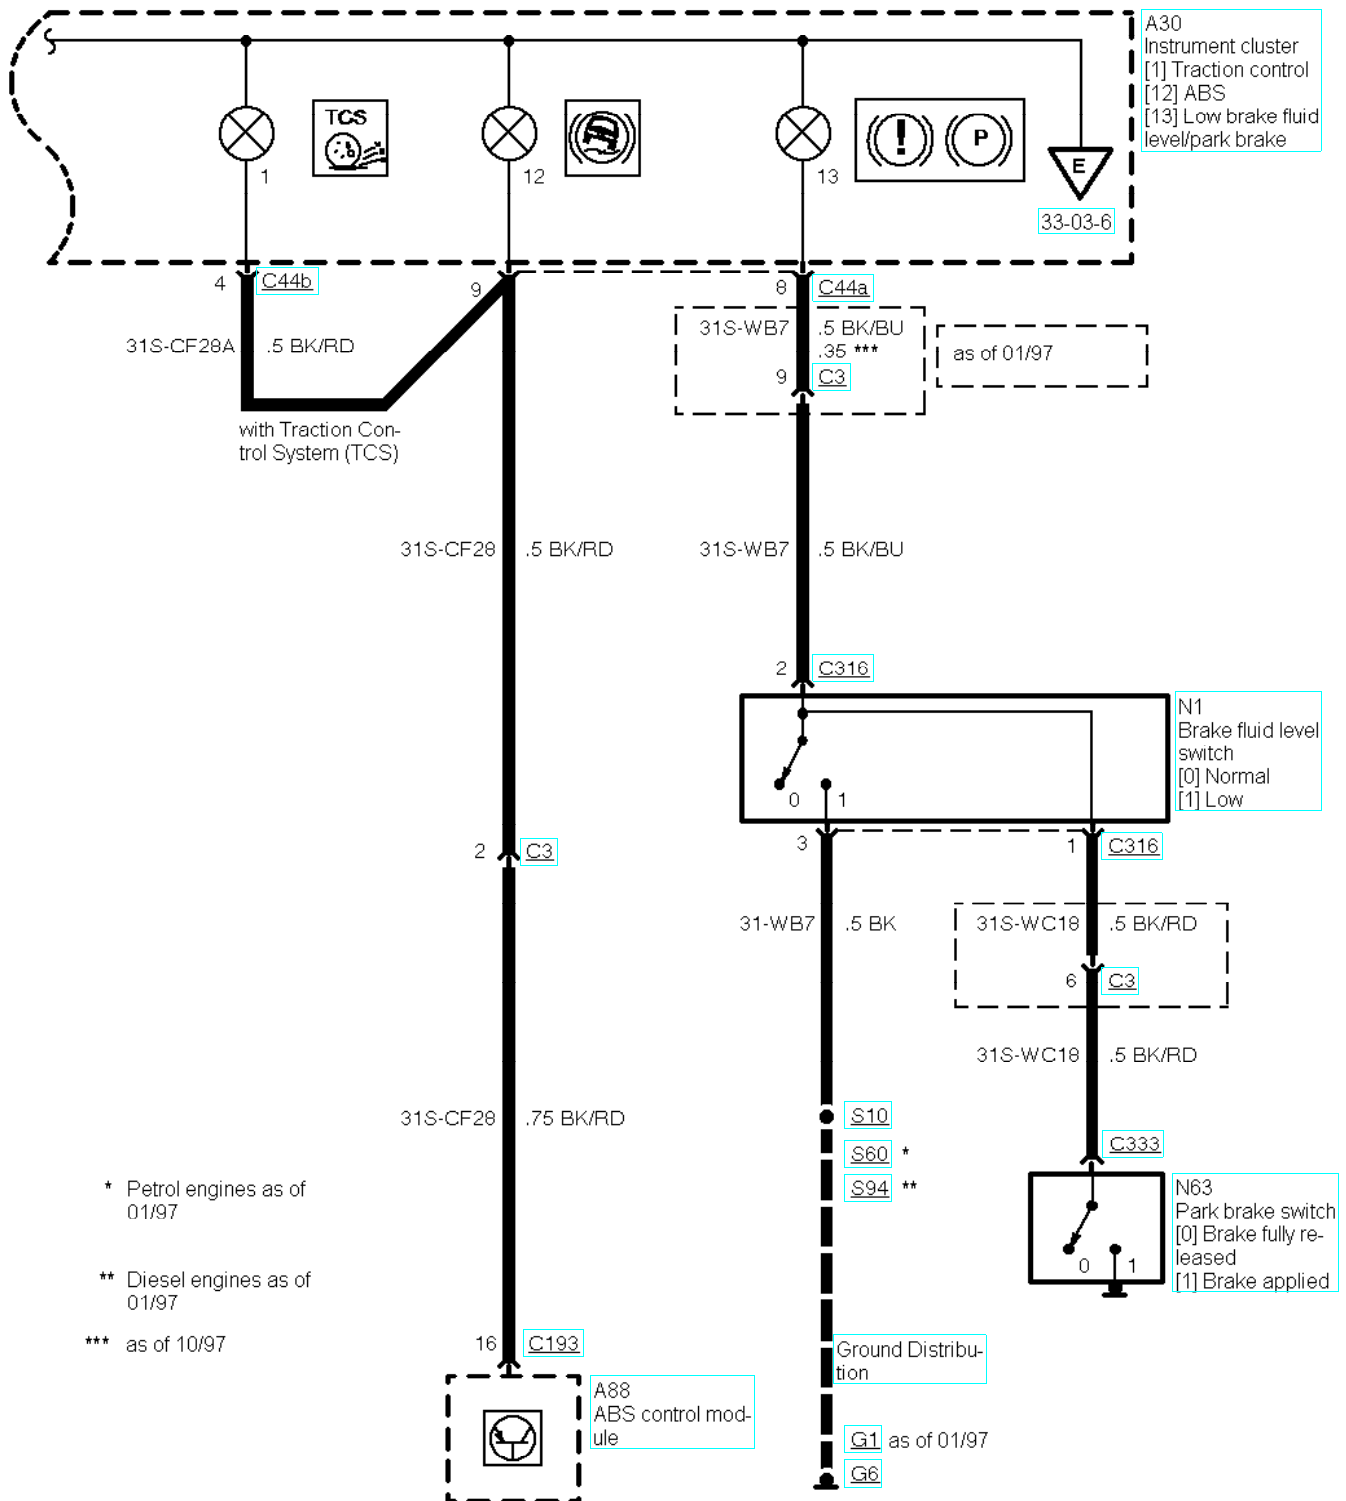 A30
Instrument cluster
[1] Traction control
[12] ABS
[13] Low brake fluid
level/park brake
TCS
P
E
1
12
13
33-03-6
4
C44b
9
8
C44a
31S-WB7
.5 BK/BU
.35 ***
31S-CF28A
.5 BK/RD
as of 01/97
9
C3
with Traction Con-
trol System (TCS)
31S-CF28
.5 BK/RD
31S-WB7
.5 BK/BU
2
C316
N1
Brake fluid level
switch
[0] Normal
[1] Low
0
1
3
1
C316
2
C3
31-WB7
.5 BK
31S-WC18
.5 BK/RD
6
C3
31S-WC18
.5 BK/RD
31S-CF28
.75 BK/RD
S10
S60 *
S94 **
C333
N63
Park brake switch
[0] Brake fully re-
leased
[1] Brake applied
0
1
* Petrol engines as of
01/97
** Diesel engines as of
01/97
*** as of 10/97
16
C193
Ground Distribu-
tion
A88
ABS control mod-
ule
G1 as of 01/97
G6